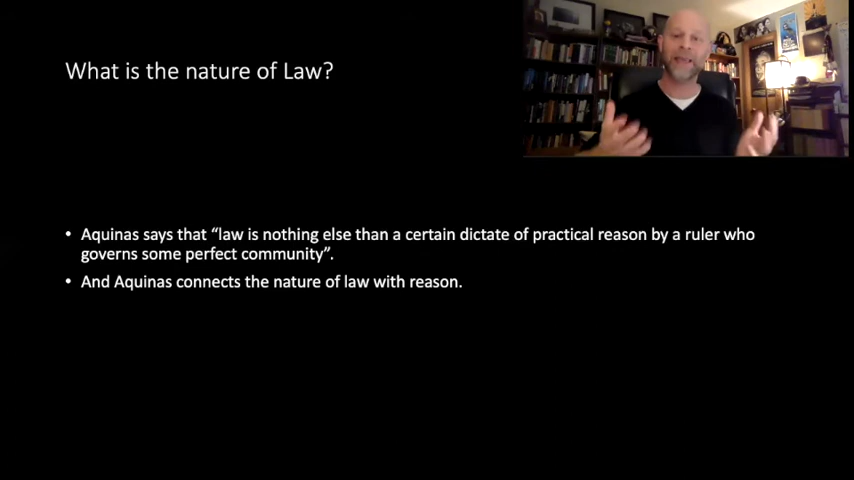 What is the nature of Law?
• Aquinas says that “law is nothing else than a certain dictate of practical reason by a ruler who
governs some perfect community”.
• And Aquinas connects the nature of law with reason.